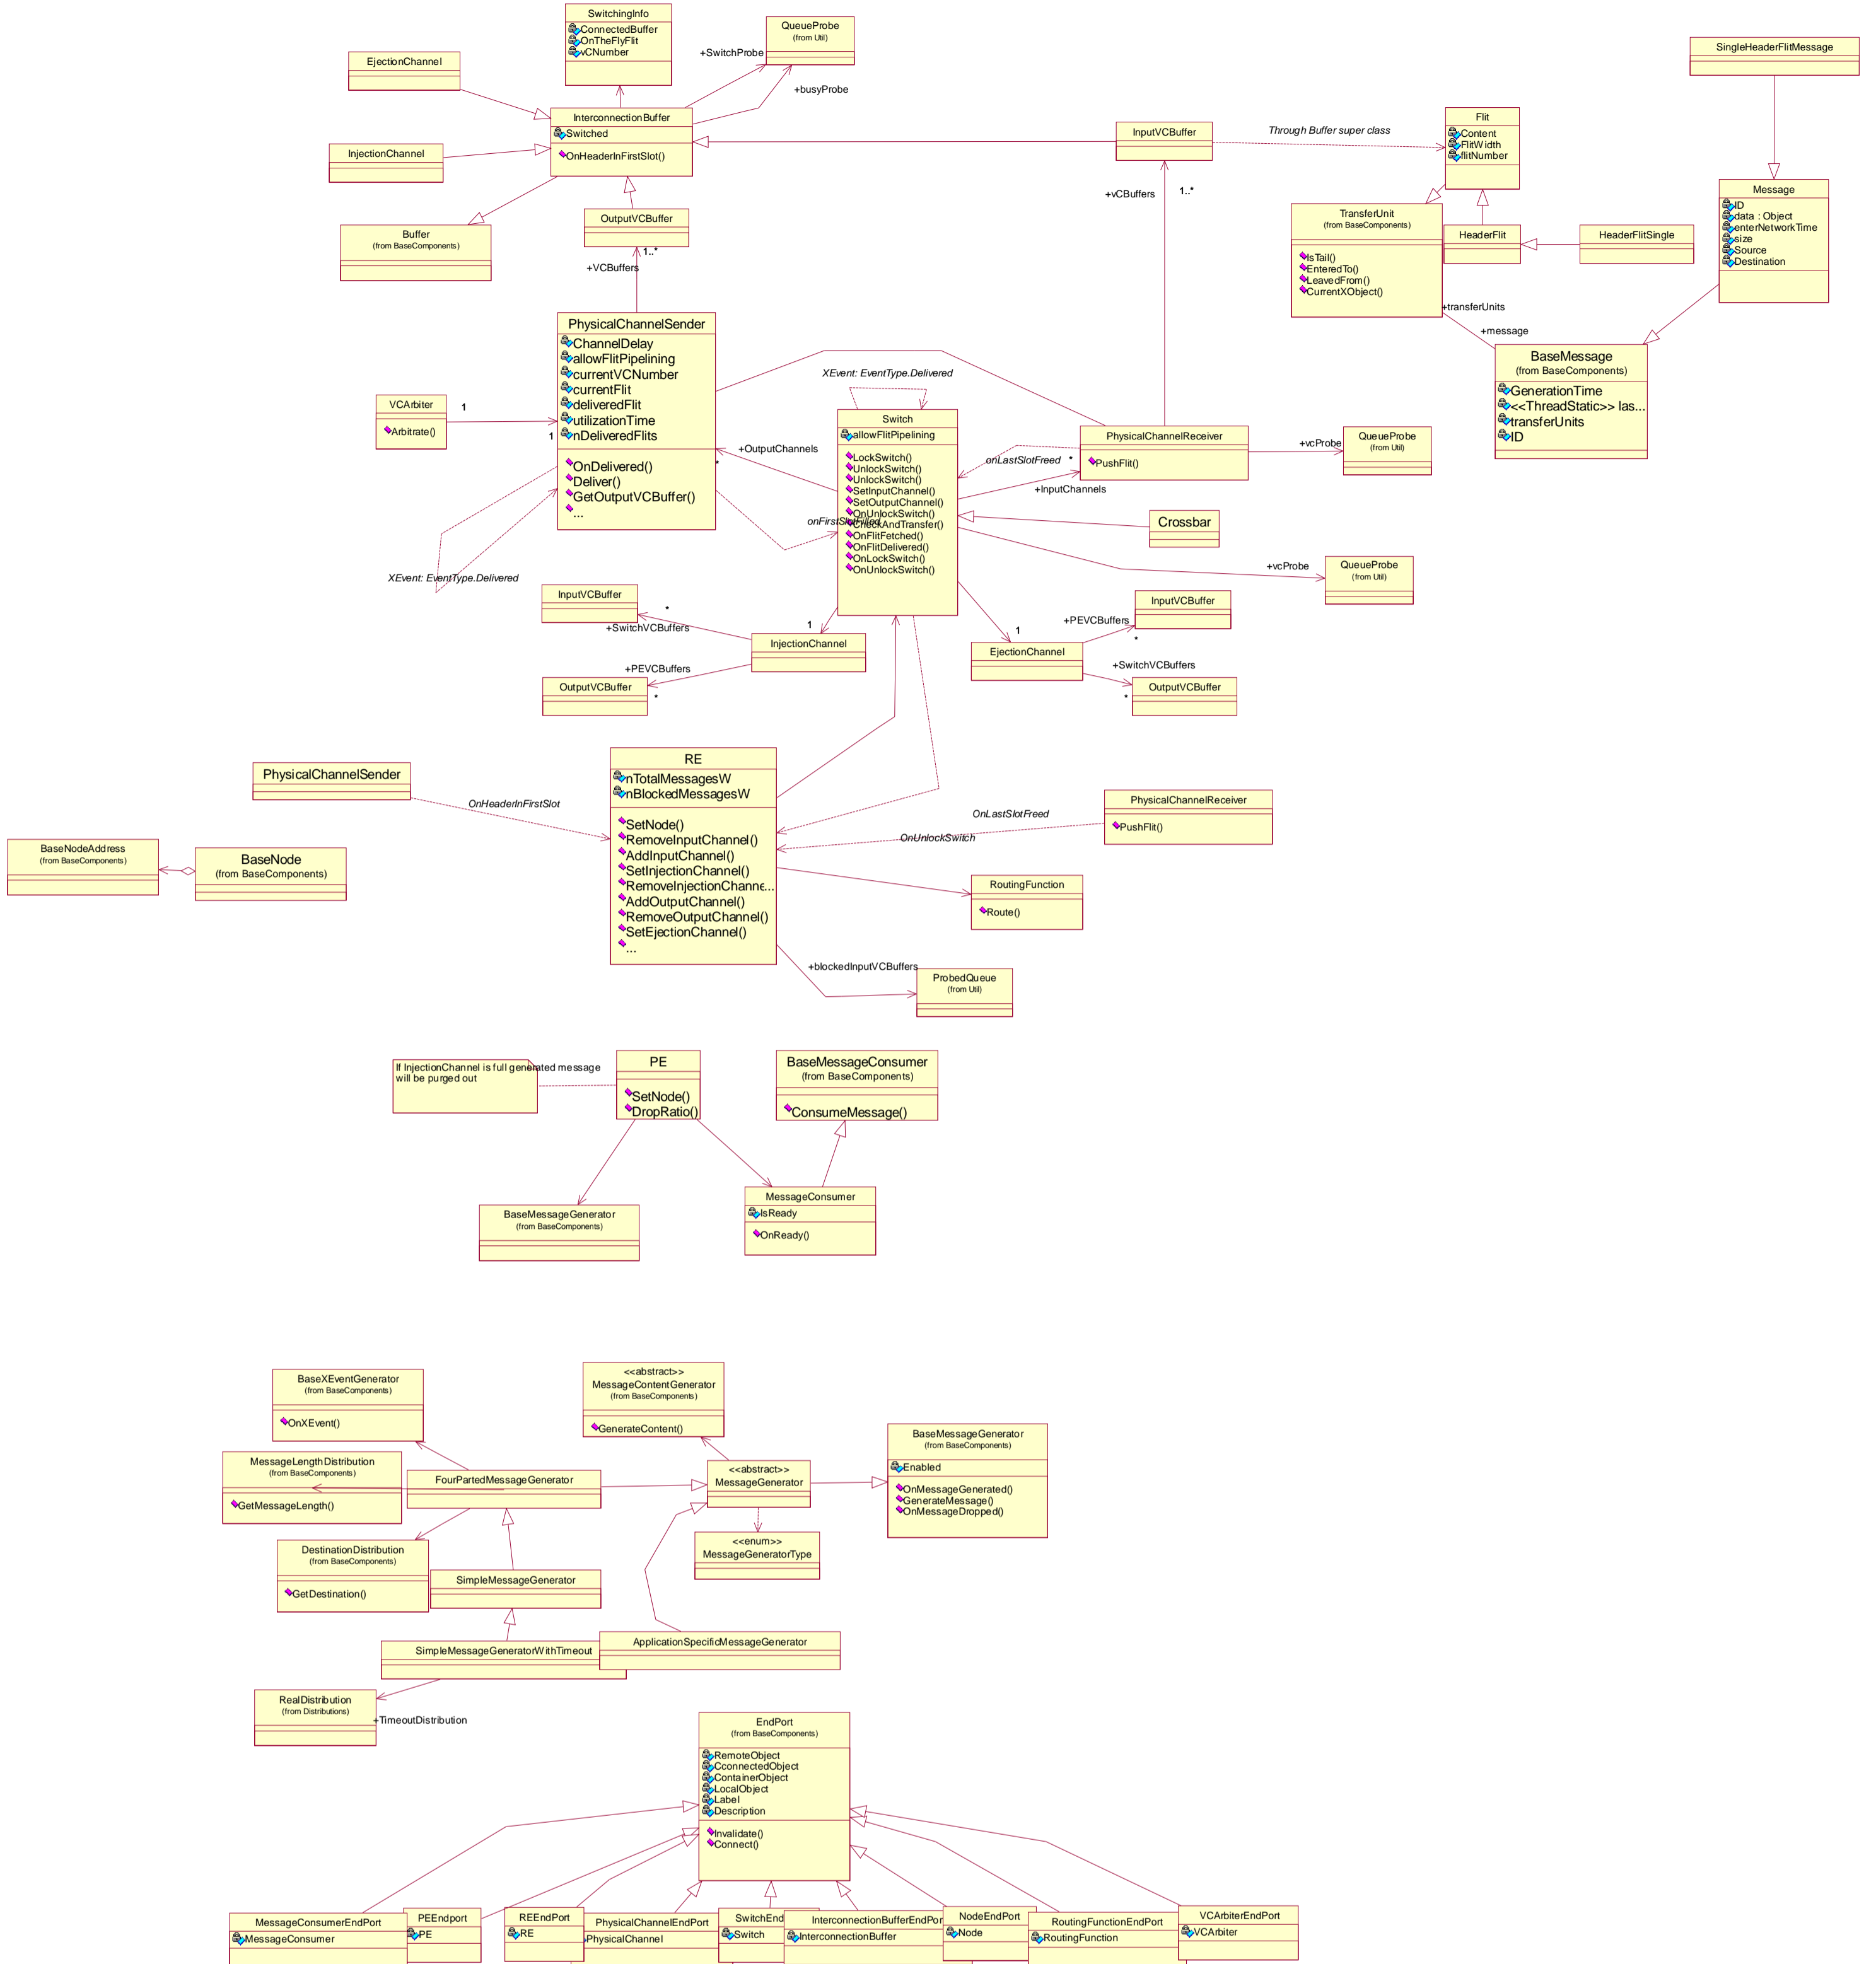 SwitchingInfo
ConnectedBuffer
OnTheFlyFlit
vCNumber
QueueProbe
(from Util)
+SwitchProbe
+busyProbe
EjectionChannel
InterconnectionBuffer
Switched
OnHeaderInFirstSlot()
InjectionChannel
Buffer
(from BaseComponents)
OutputVCBuffer
1..*
+VCBuffers
InputVCBuffer
Through Buffer super class
+vCBuffers
1..*
Flit
Content
FlitWidth
flitNumber
SingleHeaderFlitMessage
Message
ID
data : Object
enterNetworkTime
size
Source
Destination
TransferUnit
(from BaseComponents)
IsTail()
EnteredTo()
LeavedFrom()
CurrentXObject()
HeaderFlit
HeaderFlitSingle
+transferUnits
+message
BaseMessage
(from BaseComponents)
GenerationTime
<<ThreadStatic>> las...
transferUnits
ID
PhysicalChannelSender
ChannelDelay
allowFlitPipelining
currentVCNumber
currentFlit
deliveredFlit
utilizationTime
nDeliveredFlits
OnDelivered()
Deliver()
GetOutputVCBuffer()
...
VCArbiter
Arbitrate()
1
1
XEvent: EventType.Delivered
XEvent: EventType.Delivered
Switch
allowFlitPipelining
LockSwitch()
UnlockSwitch()
UnlockSwitch()
SetInputChannel()
SetOutputChannel()
OnUnlockSwitch()
CheckAndTransfer()
OnFlitFetched()
OnFlitDelivered()
OnLockSwitch()
OnUnlockSwitch()
+OutputChannels
*
onFirstSlotFilled
PhysicalChannelReceiver
PushFlit()
onLastSlotFreed
*
+InputChannels
+vcProbe
QueueProbe
(from Util)
Crossbar
+vcProbe
QueueProbe
(from Util)
InputVCBuffer
*
+SwitchVCBuffers
1
InjectionChannel
+PEVCBuffers
OutputVCBuffer
*
InputVCBuffer
+PEVCBuffers
*
1
EjectionChannel
+SwitchVCBuffers
OutputVCBuffer
*
PhysicalChannelSender
OnHeaderInFirstSlot
RE
nTotalMessagesW
nBlockedMessagesW
SetNode()
RemoveInputChannel()
AddInputChannel()
SetInjectionChannel()
RemoveInjectionChanne...
AddOutputChannel()
RemoveOutputChannel()
SetEjectionChannel()
...
PhysicalChannelReceiver
PushFlit()
OnLastSlotFreed
OnUnlockSwitch
BaseNodeAddress
(from BaseComponents)
BaseNode
(from BaseComponents)
RoutingFunction
Route()
+blockedInputVCBuffers
ProbedQueue
(from Util)
If InjectionChannel is full generated message
will be purged out
PE
SetNode()
DropRatio()
BaseMessageConsumer
(from BaseComponents)
ConsumeMessage()
BaseMessageGenerator
(from BaseComponents)
MessageConsumer
IsReady
OnReady()
BaseXEventGenerator
(from BaseComponents)
OnXEvent()
<<abstract>>
MessageContentGenerator
(from BaseComponents)
GenerateContent()
BaseMessageGenerator
(from BaseComponents)
Enabled
OnMessageGenerated()
GenerateMessage()
OnMessageDropped()
MessageLengthDistribution
(from BaseComponents)
GetMessageLength()
FourPartedMessageGenerator
<<abstract>>
MessageGenerator
<<enum>>
MessageGeneratorType
DestinationDistribution
(from BaseComponents)
GetDestination()
SimpleMessageGenerator
SimpleMessageGeneratorWithTimeout
ApplicationSpecificMessageGenerator
RealDistribution
(from Distributions)
+TimeoutDistribution
EndPort
(from BaseComponents)
RemoteObject
CconnectedObject
ContainerObject
LocalObject
Label
Description
Invalidate()
Connect()
MessageConsumerEndPort
MessageConsumer
PEEndport
PE
REEndPort
RE
PhysicalChannelEndPort
PhysicalChannel
SwitchEnd
Switch
InterconnectionBufferEndPor
InterconnectionBuffer
NodeEndPort
Node
RoutingFunctionEndPort
RoutingFunction
VCArbiterEndPort
VCArbiter